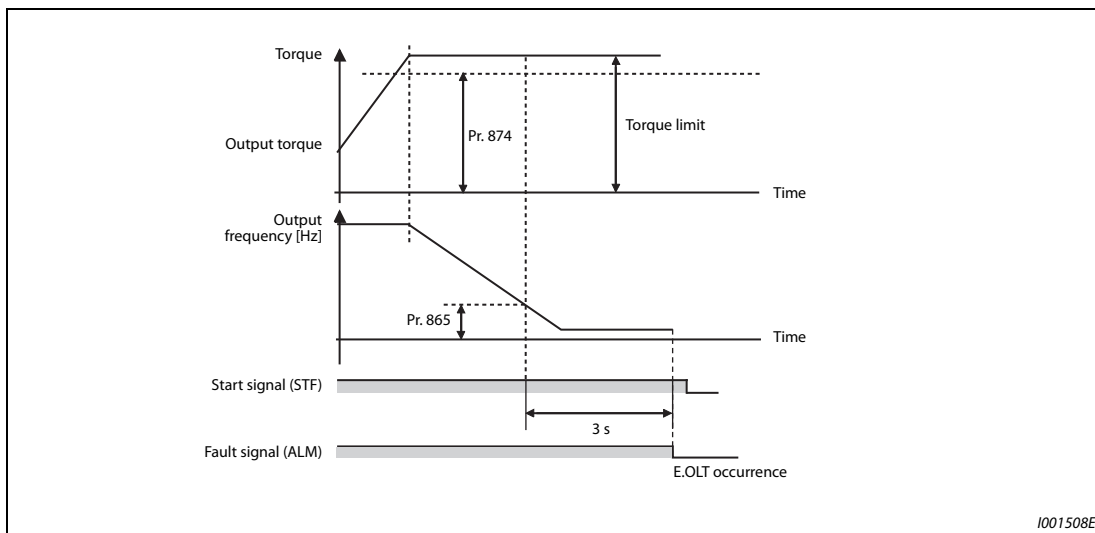 Torque
Output torque
Pr. 874
Torque limit
Time
Output
frequency [Hz]
Pr. 865
Time
Start signal (STF)
3 s
Fault signal (ALM)
E.OLT occurrence
I001508E